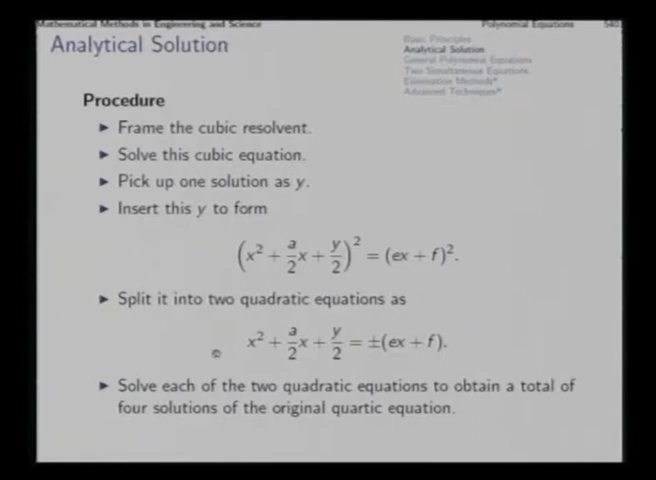 Mathematical Methods in Engineering and Science
Polynomial Equations
540
Analytical Solution
Basic Principles
Analytical Solution
General Polynomial Equations
Two Simultaneous Equations
Elimination Methods*
Advanced Techniques*
Procedure
► Frame the cubic resolvent.
► Solve this cubic equation.
► Pick up one solution as y.
► Insert this y to form
(x² + a/2 x + y/2)² = (ex + f)².
► Split it into two quadratic equations as
x² + a/2 x + y/2 = ±(ex + f).
► Solve each of the two quadratic equations to obtain a total of
four solutions of the original quartic equation.